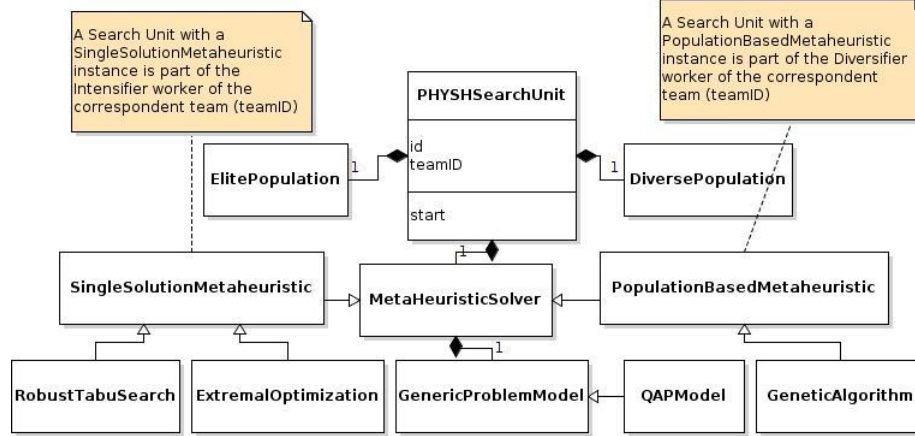 A Search Unit with a
SingleSolutionMetaheuristic
instance is part of the
Intensifier worker of the
correspondent team (teamID)
A Search Unit with a
PopulationBasedMetaheuristic
instance is part of the Diversifier
worker of the correspondent
team (teamID)
PHYSHSearchUnit
id
teamID
start
ElitePopulation
1
1
DiversePopulation
1
SingleSolutionMetaheuristic
MetaHeuristicSolver
PopulationBasedMetaheuristic
1
RobustTabuSearch
ExtremalOptimization
GenericProblemModel
QAPModel
GeneticAlgorithm